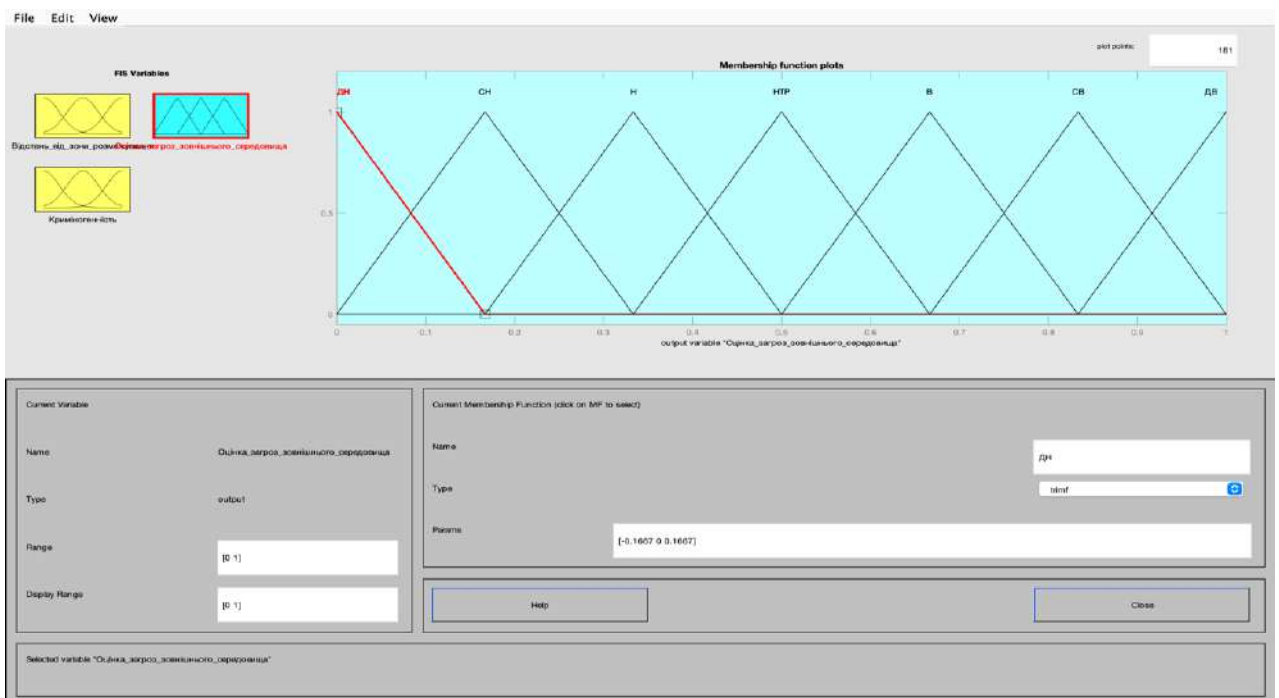 File Edit View
plot points:
181
FIS Variables
Membership function plots
ДН СН Н НТР В СВ ДВ
1
0.5
0
0 0.1 0.2 0.3 0.4 0.5 0.6 0.7 0.8 0.9 1
output variable "Оцінка_загроз_зовнішнього_середовища"
Відстань_від_зони_
загроз_зовнішнього_середовища
Криміногенність
Current Variable
Name Оцінка_загроз_зовнішнього_середовища
Type output
Range [0 1]
Display Range [0 1]
Current Membership Function (click on MF to select)
Name ДН
Type trimf
Params [-0.1667 0 0.1667]
Help Close
Selected variable "Оцінка_загроз_зовнішнього_середовища"